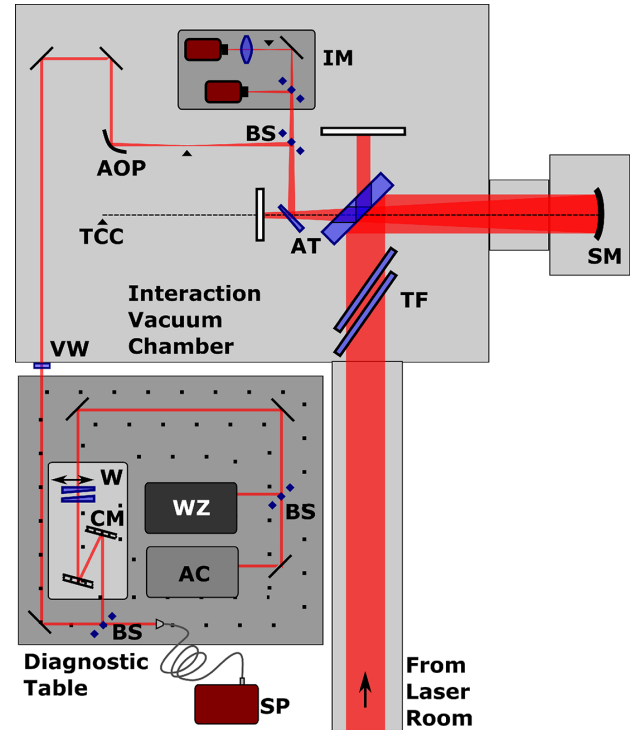 IM
BS
AOP
TCC
AT
SM
TF
Interaction
Vacuum
Chamber
VW
W
CM
WZ
BS
AC
BS
Diagnostic
Table
SP
From
Laser
Room